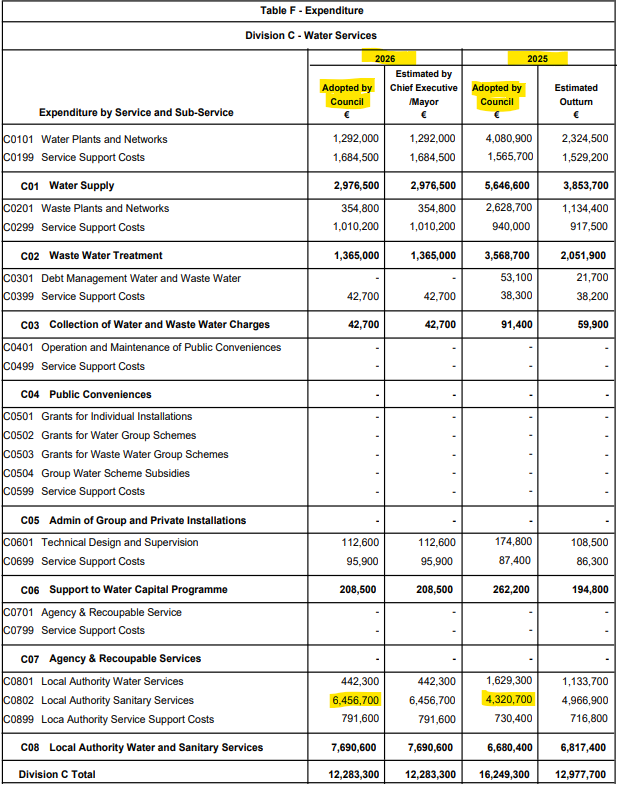 Table F - Expenditure
Division C - Water Services
2026 2025
Expenditure by Service and Sub-Service Adopted by Council € Estimated by Chief Executive /Mayor € Adopted by Council € Estimated Outturn €
C0101 Water Plants and Networks 1,292,000 1,292,000 4,080,900 2,324,500
C0199 Service Support Costs 1,684,500 1,684,500 1,565,700 1,529,200
C01 Water Supply 2,976,500 2,976,500 5,646,600 3,853,700
C0201 Waste Plants and Networks 354,800 354,800 2,628,700 1,134,400
C0299 Service Support Costs 1,010,200 1,010,200 940,000 917,500
C02 Waste Water Treatment 1,365,000 1,365,000 3,568,700 2,051,900
C0301 Debt Management Water and Waste Water - - 53,100 21,700
C0399 Service Support Costs 42,700 42,700 38,300 38,200
C03 Collection of Water and Waste Water Charges 42,700 42,700 91,400 59,900
C0401 Operation and Maintenance of Public Conveniences - - - -
C0499 Service Support Costs - - - -
C04 Public Conveniences - - - -
C0501 Grants for Individual Installations - - - -
C0502 Grants for Water Group Schemes - - - -
C0503 Grants for Waste Water Group Schemes - - - -
C0504 Group Water Scheme Subsidies - - - -
C0599 Service Support Costs - - - -
C05 Admin of Group and Private Installations - - - -
C0601 Technical Design and Supervision 112,600 112,600 174,800 108,500
C0699 Service Support Costs 95,900 95,900 87,400 86,300
C06 Support to Water Capital Programme 208,500 208,500 262,200 194,800
C0701 Agency & Recoupable Service - - - -
C0799 Service Support Costs - - - -
C07 Agency & Recoupable Services - - - -
C0801 Local Authority Water Services 442,300 442,300 1,629,300 1,133,700
C0802 Local Authority Sanitary Services 6,456,700 6,456,700 4,320,700 4,966,900
C0899 Loca Authority Service Support Costs 791,600 791,600 730,400 716,800
C08 Local Authority Water and Sanitary Services 7,690,600 7,690,600 6,680,400 6,817,400
Division C Total 12,283,300 12,283,300 16,249,300 12,977,700